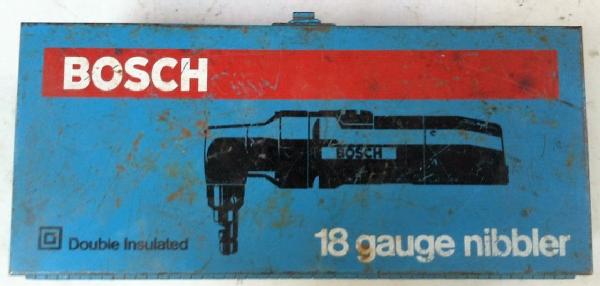 BOSCH
BOSCH
Double Insulated
18 gauge nibbler